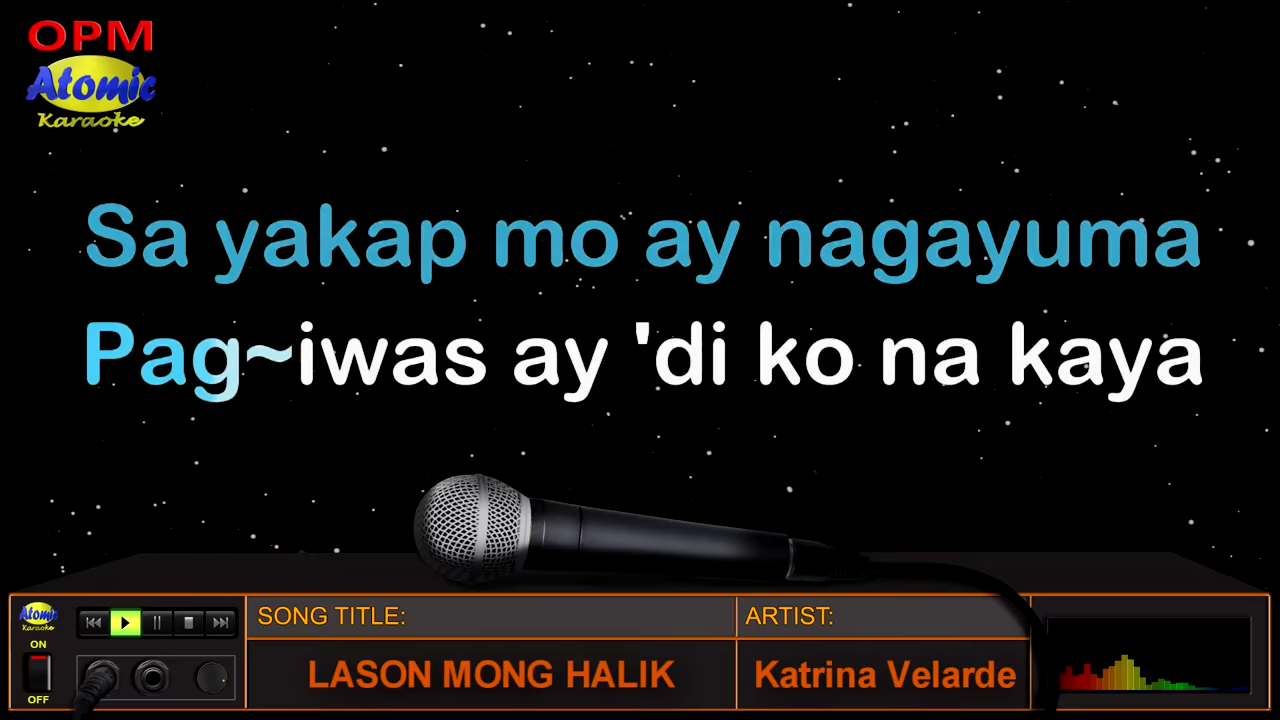 OPM
Atomic
Karaoke
Sa yakap mo ay nagayuma
Pag~iwas ay 'di ko na kaya
Atomic
Karaoke
ON
OFF
SONG TITLE:
LASON MONG HALIK
ARTIST:
Katrina Velarde